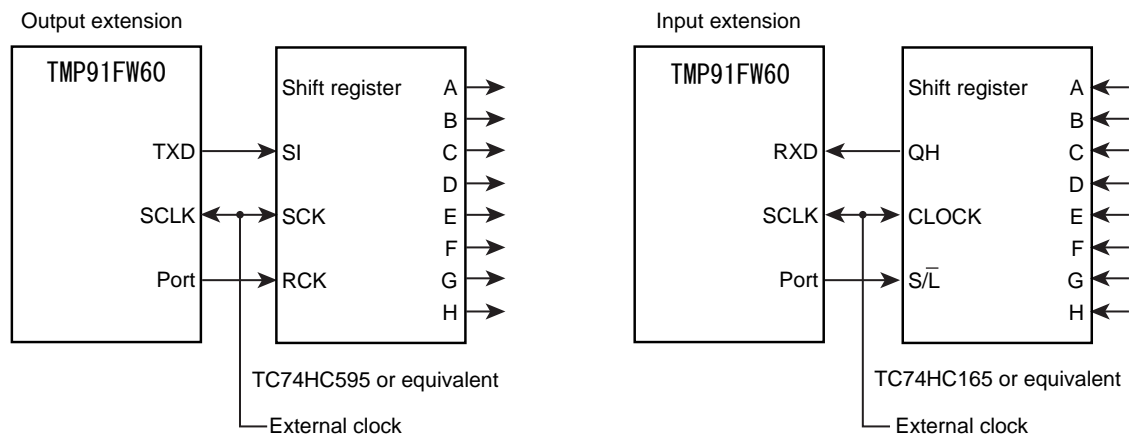 Output extension
TMP91FW60
Shift register
TXD
SCLK
Port
SI
SCK
RCK
A
B
C
D
E
F
G
H
TC74HC595 or equivalent
External clock
Input extension
TMP91FW60
Shift register
RXD
SCLK
Port
QH
CLOCK
S/L̅
A
B
C
D
E
F
G
H
TC74HC165 or equivalent
External clock